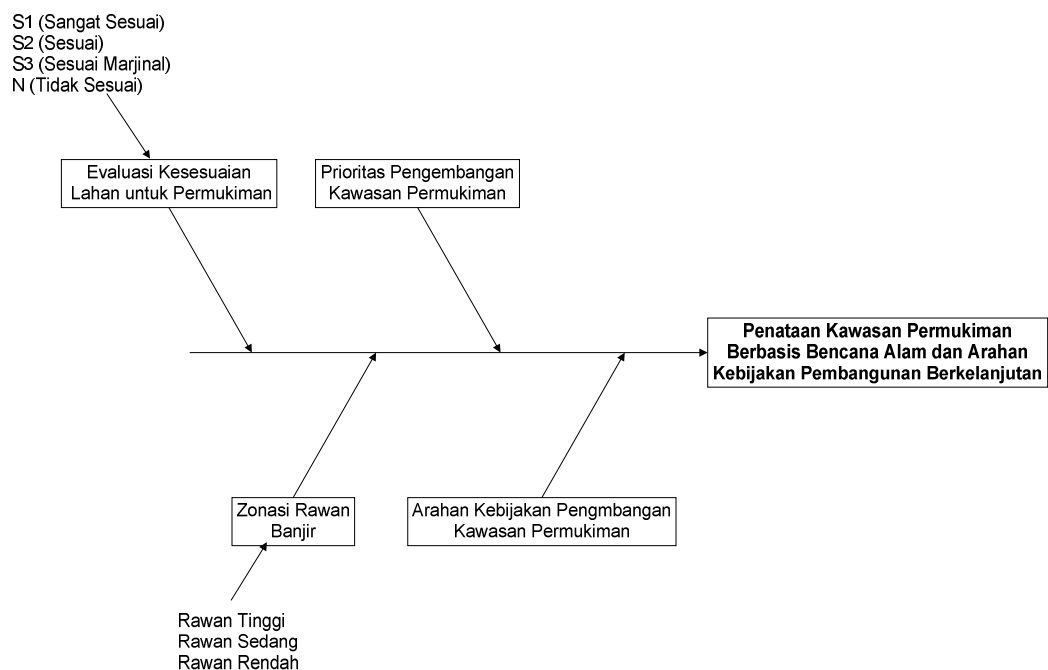 S1 (Sangat Sesuai)
S2 (Sesuai)
S3 (Sesuai Marjinal)
N (Tidak Sesuai)
Evaluasi Kesesuaian
Lahan untuk Permukiman
Prioritas Pengembangan
Kawasan Permukiman
Penataan Kawasan Permukiman
Berbasis Bencana Alam dan Arahan
Kebijakan Pembangunan Berkelanjutan
Zonasi Rawan
Banjir
Arahan Kebijakan Pengmbangan
Kawasan Permukiman
Rawan Tinggi
Rawan Sedang
Rawan Rendah